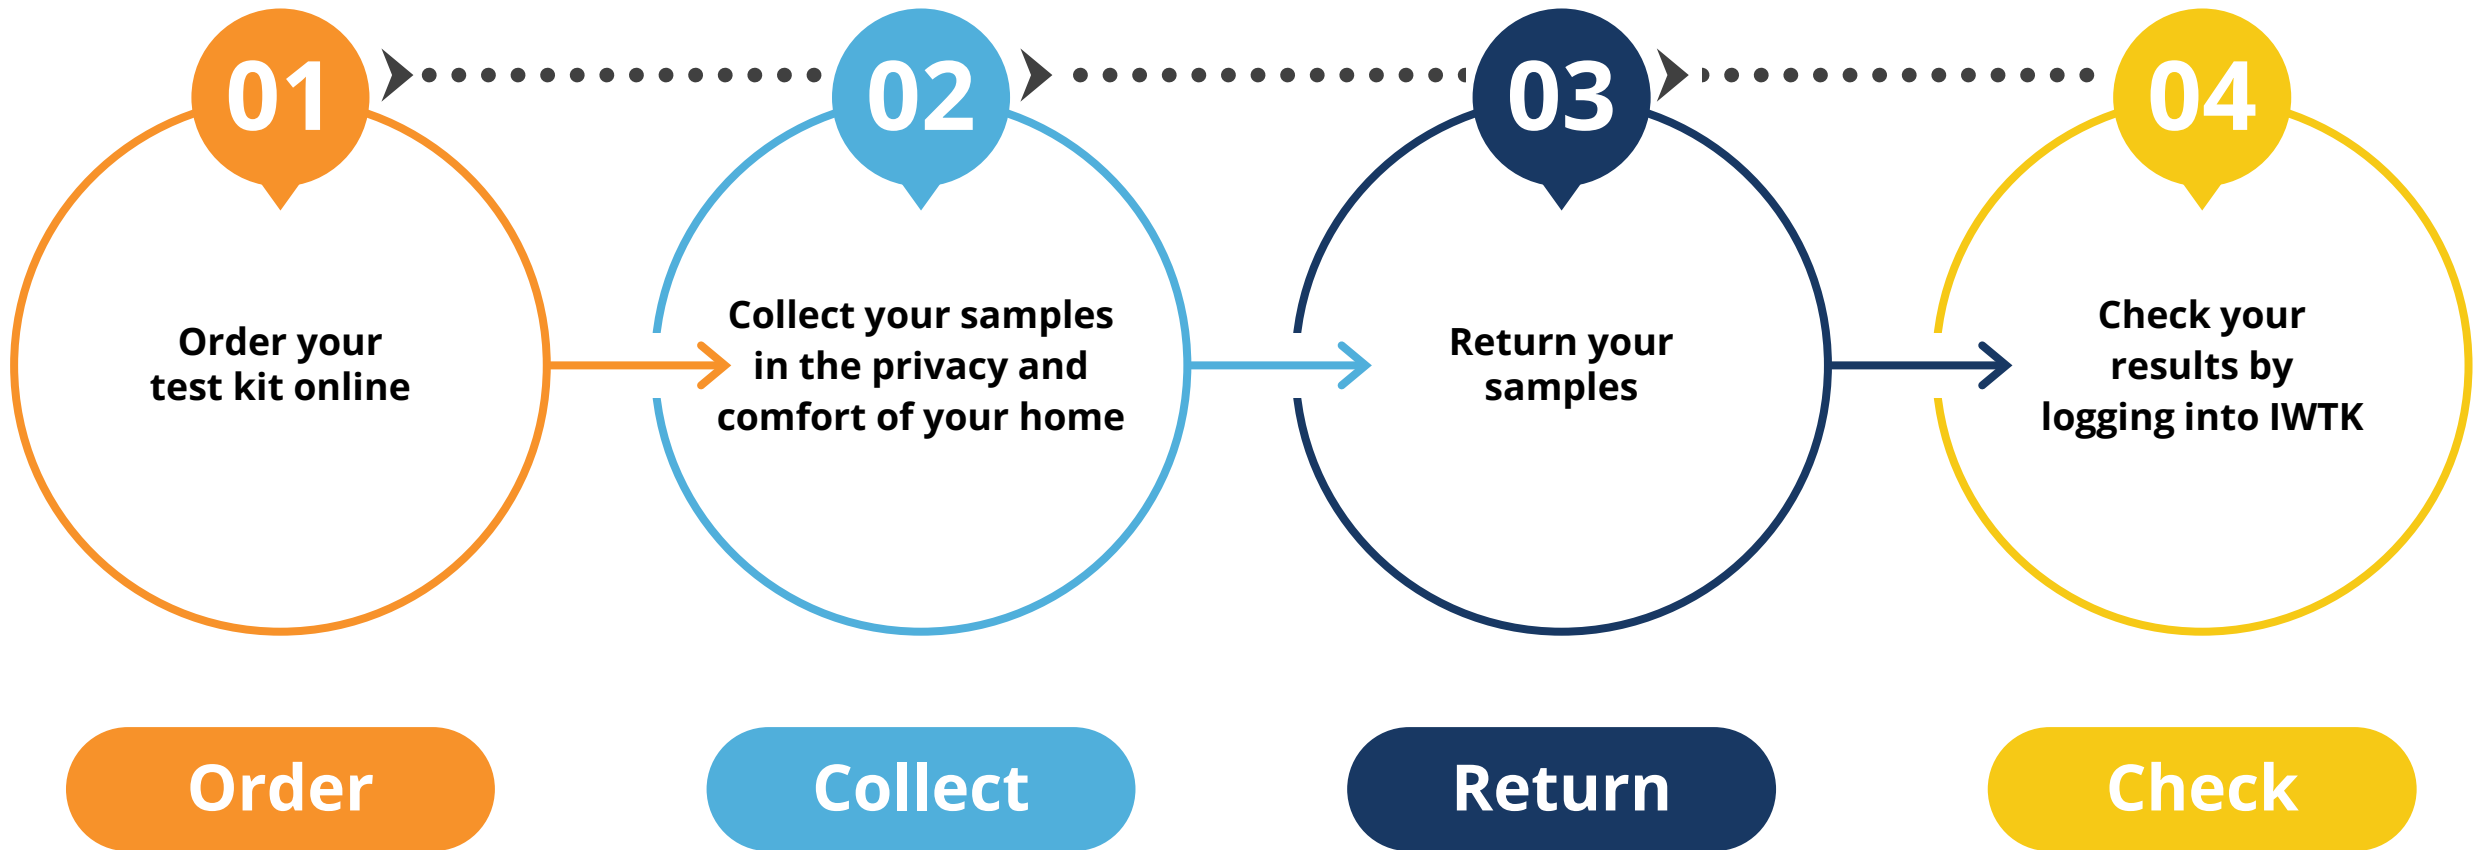 01
02
03
04
Order your
test kit online
Collect your samples
in the privacy and
comfort of your home
Return your
samples
Check your
results by
logging into IWTK
Order
Collect
Return
Check